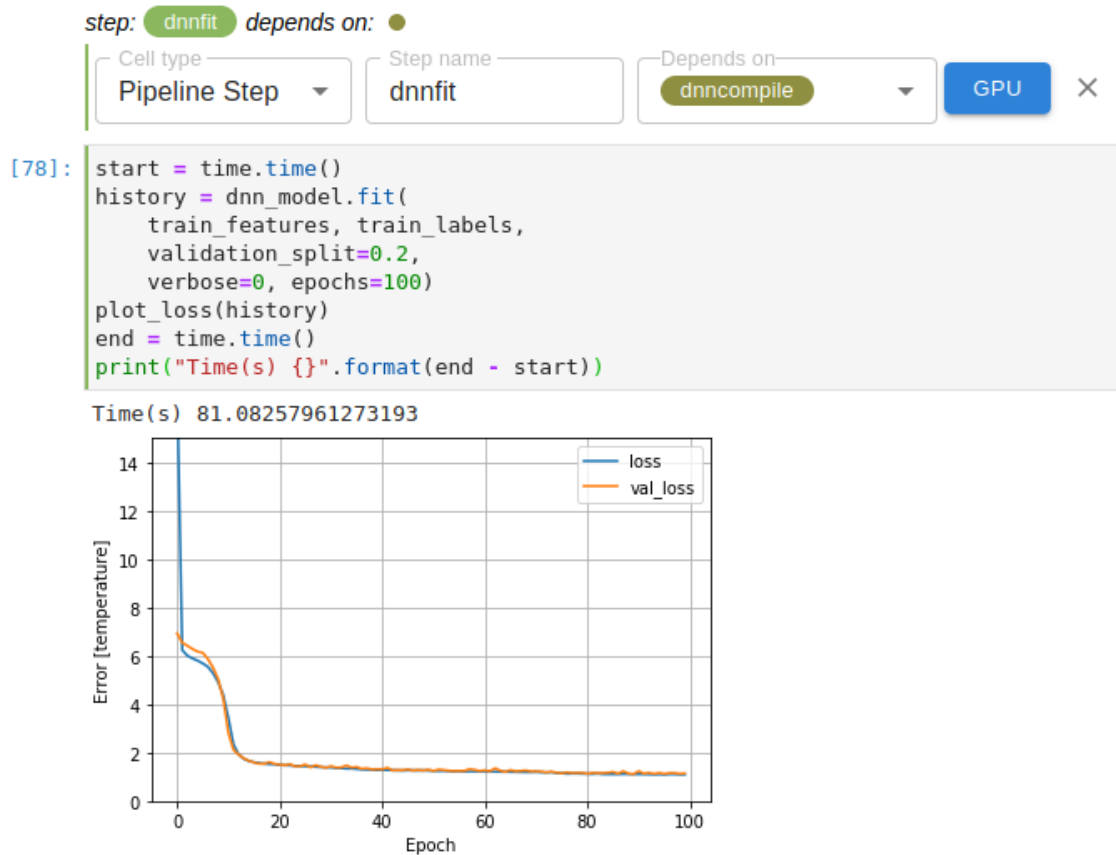 step: dnnfit depends on:
Cell type Step name Depends on
Pipeline Step dnnfit dnncompile GPU ×
[78]: start = time.time()
history = dnn_model.fit(
    train_features, train_labels,
    validation_split=0.2,
    verbose=0, epochs=100)
plot_loss(history)
end = time.time()
print("Time(s) {}".format(end - start))
Time(s) 81.08257961273193
loss
val_loss
14
12
10
8
6
4
2
0
Error [temperature]
0 20 40 60 80 100
Epoch